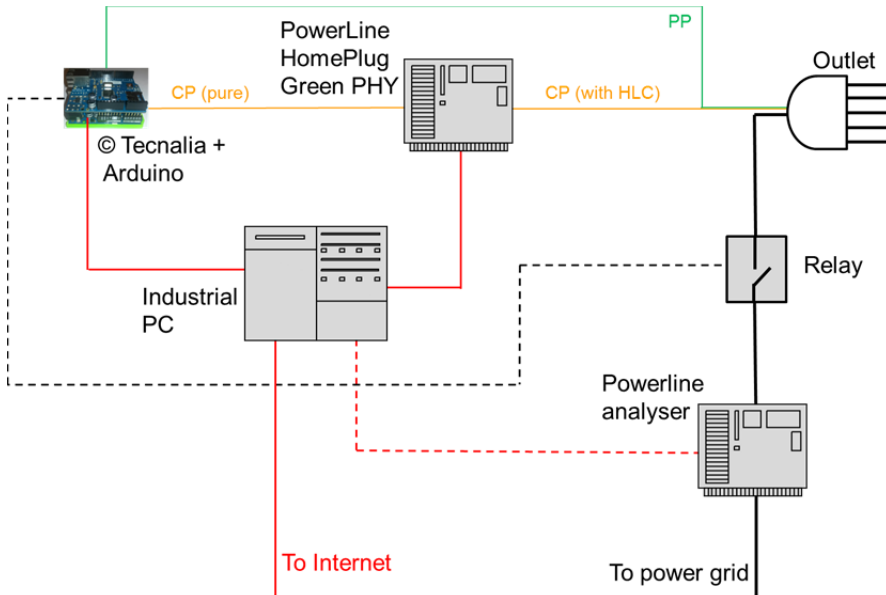 PowerLine
HomePlug
Green PHY
PP
Outlet
CP (pure)
CP (with HLC)
© Tecnalia +
Arduino
Relay
Industrial
PC
Powerline
analyser
To Internet
To power grid